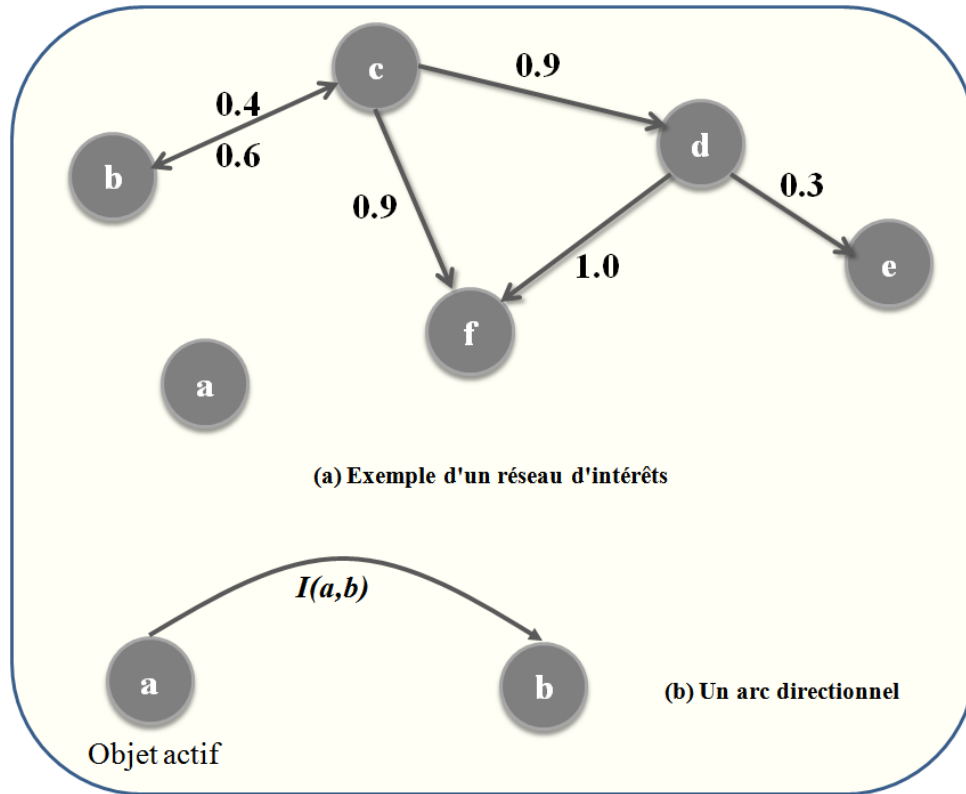 c
0.9
0.4
d
0.6
b
0.3
0.9
e
1.0
f
a
(a) Exemple d'un réseau d'intérêts
I(a,b)
a
b
(b) Un arc directionnel
Objet actif